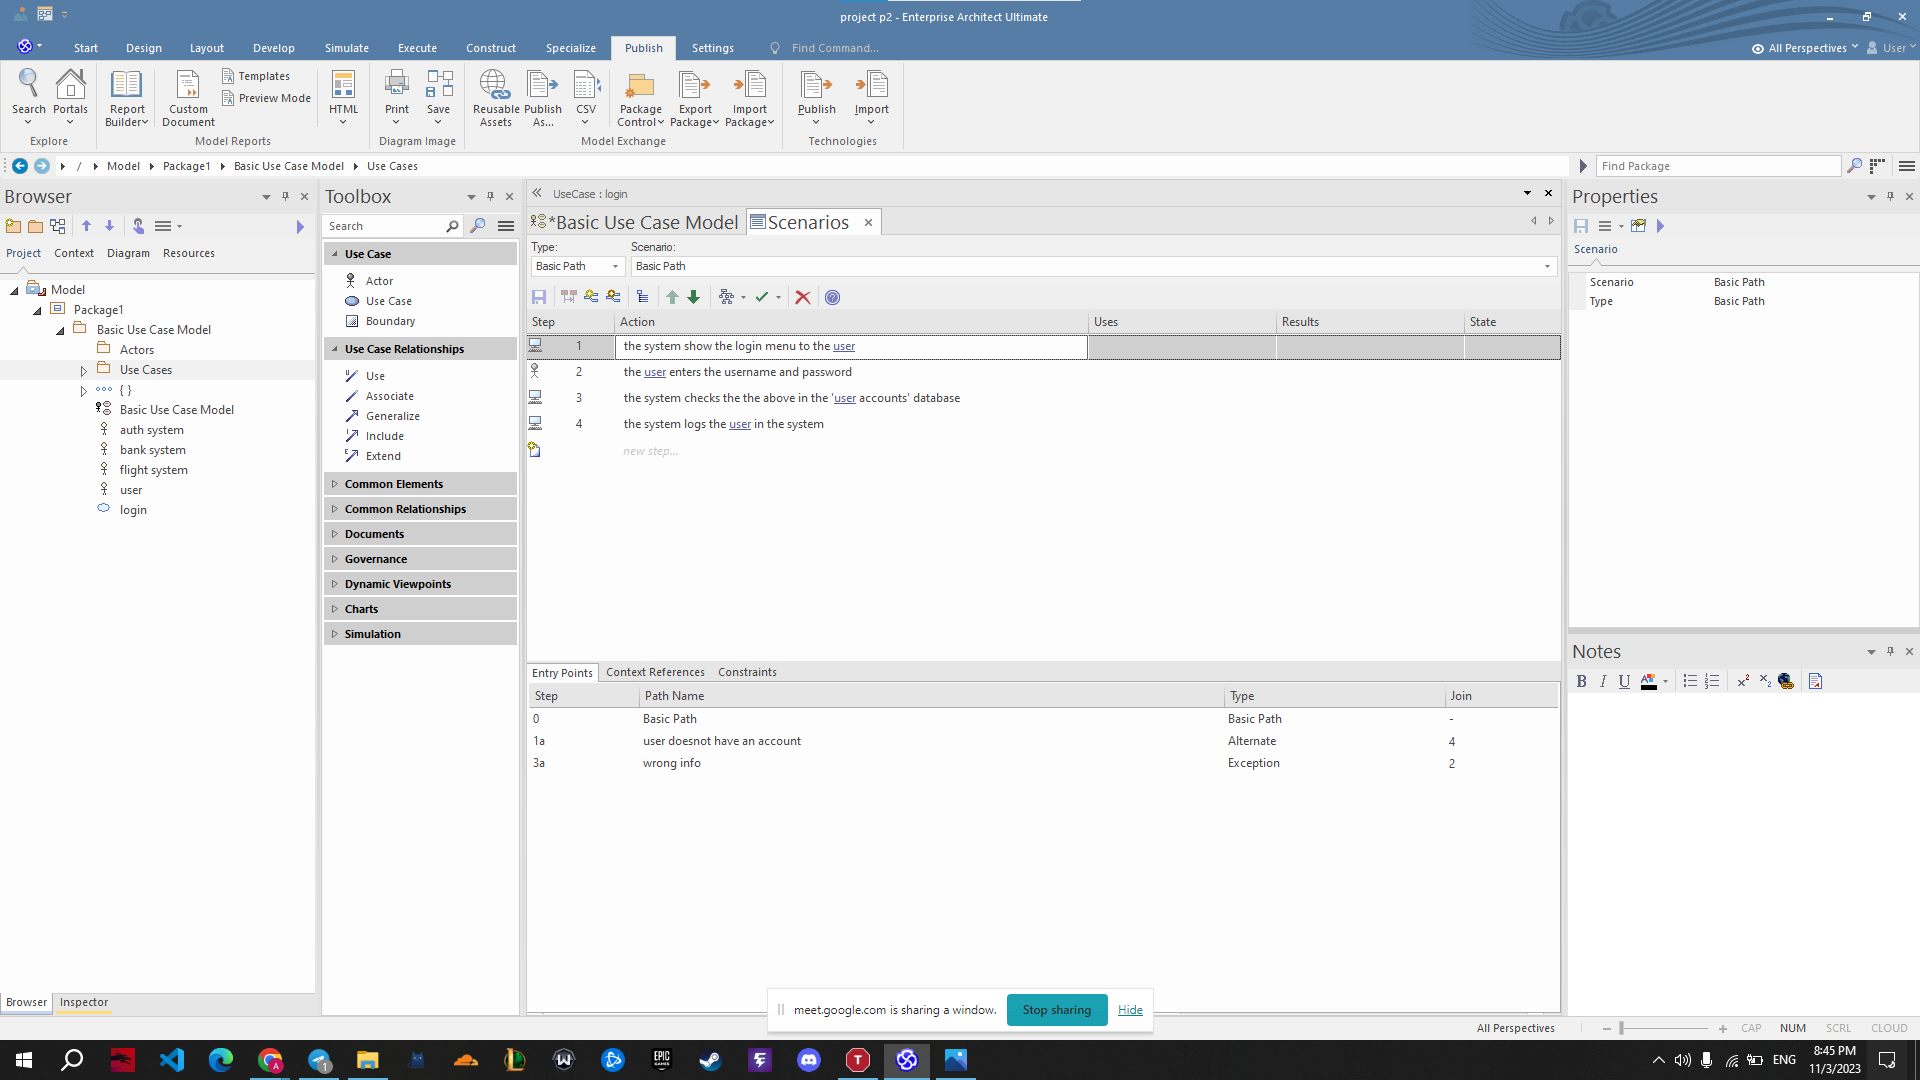 project p2 - Enterprise Architect Ultimate
Start Design Layout Develop Simulate Execute Construct Specialize Publish Settings Find Command... All Perspectives User
Search Portals Report Builder Custom Document Templates Preview Mode HTML Print Save Reusable Assets Publish As... CSV Package Control Export Package Import Package Publish Import
Explore Model Reports Diagram Image Model Exchange Technologies
/ Model Package1 Basic Use Case Model Use Cases Find Package
Browser
Project Context Diagram Resources
Model
Package1
Basic Use Case Model
Actors
Use Cases
{ }
Basic Use Case Model
auth system
bank system
flight system
user
login
Browser Inspector
Toolbox
Search
Use Case
Actor
Use Case
Boundary
Use Case Relationships
Use
Associate
Generalize
Include
Extend
Common Elements
Common Relationships
Documents
Governance
Dynamic Viewpoints
Charts
Simulation
UseCase : login
*Basic Use Case Model Scenarios
Type: Scenario:
Basic Path Basic Path
Step Action Uses Results State
1 the system show the login menu to the user
2 the user enters the username and password
3 the system checks the the above in the 'user accounts' database
4 the system logs the user in the system
new step...
Entry Points Context References Constraints
Step Path Name Type Join
0 Basic Path Basic Path -
1a user doesnot have an account Alternate 4
3a wrong info Exception 2
Properties
Scenario
Scenario Basic Path
Type Basic Path
Notes
B I U
meet.google.com is sharing a window. Stop sharing Hide
All Perspectives CAP NUM SCRL CLOUD
ENG 8:45 PM
11/3/2023